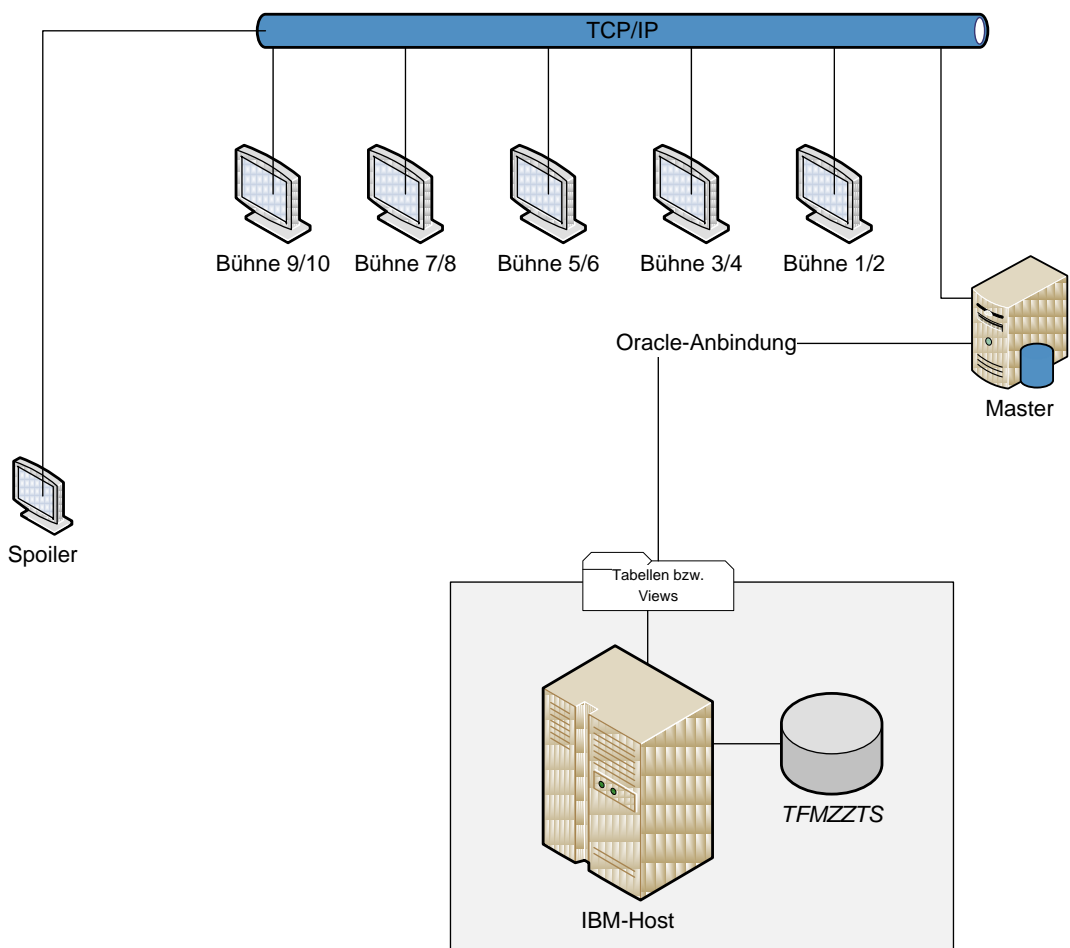 TCP/IP
Bühne 9/10
Bühne 7/8
Bühne 5/6
Bühne 3/4
Bühne 1/2
Oracle-Anbindung
Master
Spoiler
Tabellen bzw.
Views
TFMZZTS
IBM-Host